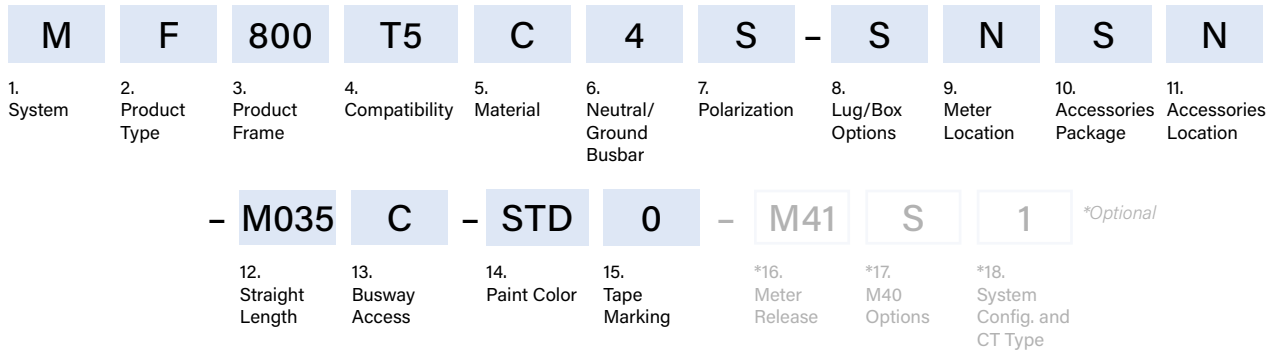 M F 800 T5 C 4 S – S N S N
1. 2. 3. 4. 5. 6. 7. 8. 9. 10. 11.
System Product Product Compatibility Material Neutral/ Polarization Lug/Box Meter Accessories Accessories
Type Frame Ground Options Location Package Location
Busbar
– M035 C – STD 0 – M41 S 1 *Optional
12. 13. 14. 15. *16. *17. *18.
Straight Busway Paint Color Tape Meter M40 System
Length Access Marking Release Options Config. and
CT Type